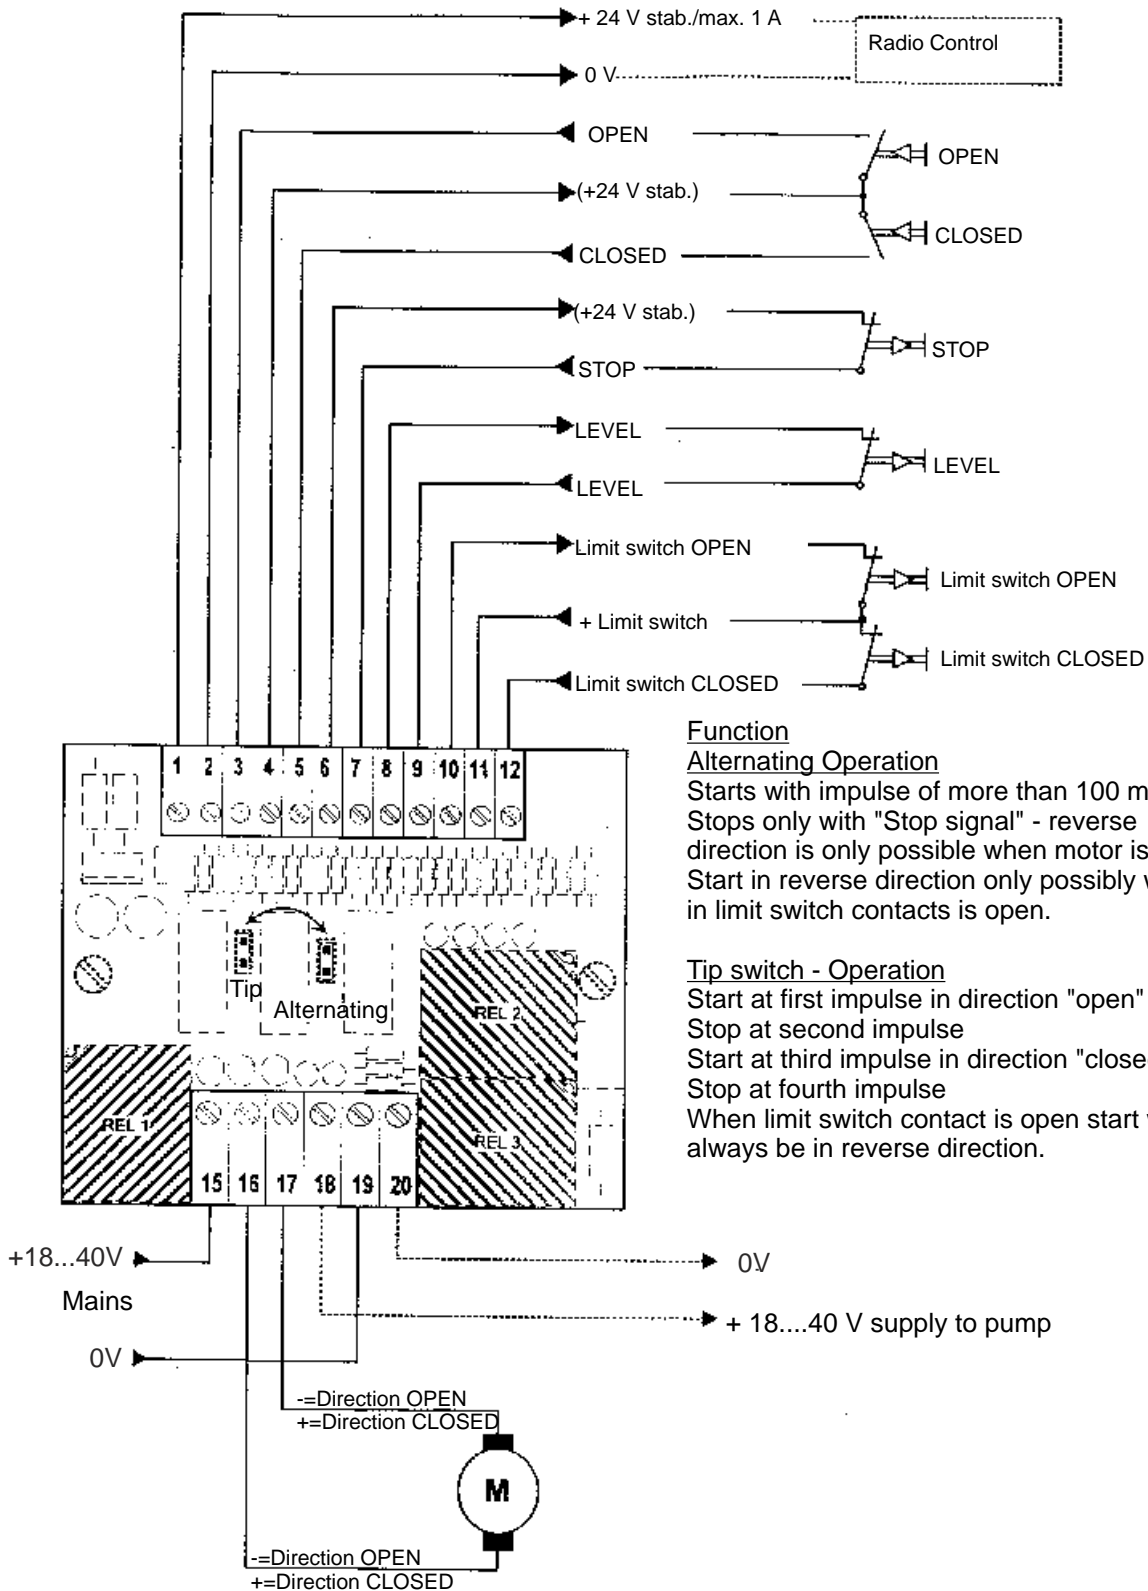 + 24 V stab./max. 1 A
Radio Control
0 V
OPEN
OPEN
(+24 V stab.)
CLOSED
CLOSED
(+24 V stab.)
STOP
STOP
LEVEL
LEVEL
LEVEL
Limit switch OPEN
Limit switch OPEN
+ Limit switch
Limit switch CLOSED
Limit switch CLOSED
1 2 3 4 5 6 7 8 9 10 11 12
Function
Alternating Operation
Starts with impulse of more than 100 m
Stops only with "Stop signal" - reverse
direction is only possible when motor is
Start in reverse direction only possibly
in limit switch contacts is open.
Tip
Alternating
REL 2
REL 1
REL 3
Tip switch - Operation
Start at first impulse in direction "open"
Stop at second impulse
Start at third impulse in direction "close
Stop at fourth impulse
When limit switch contact is open start
always be in reverse direction.
15 16 17 18 19 20
+18...40V
Mains
0V
0V
+ 18....40 V supply to pump
-=Direction OPEN
+=Direction CLOSED
M
-=Direction OPEN
+=Direction CLOSED